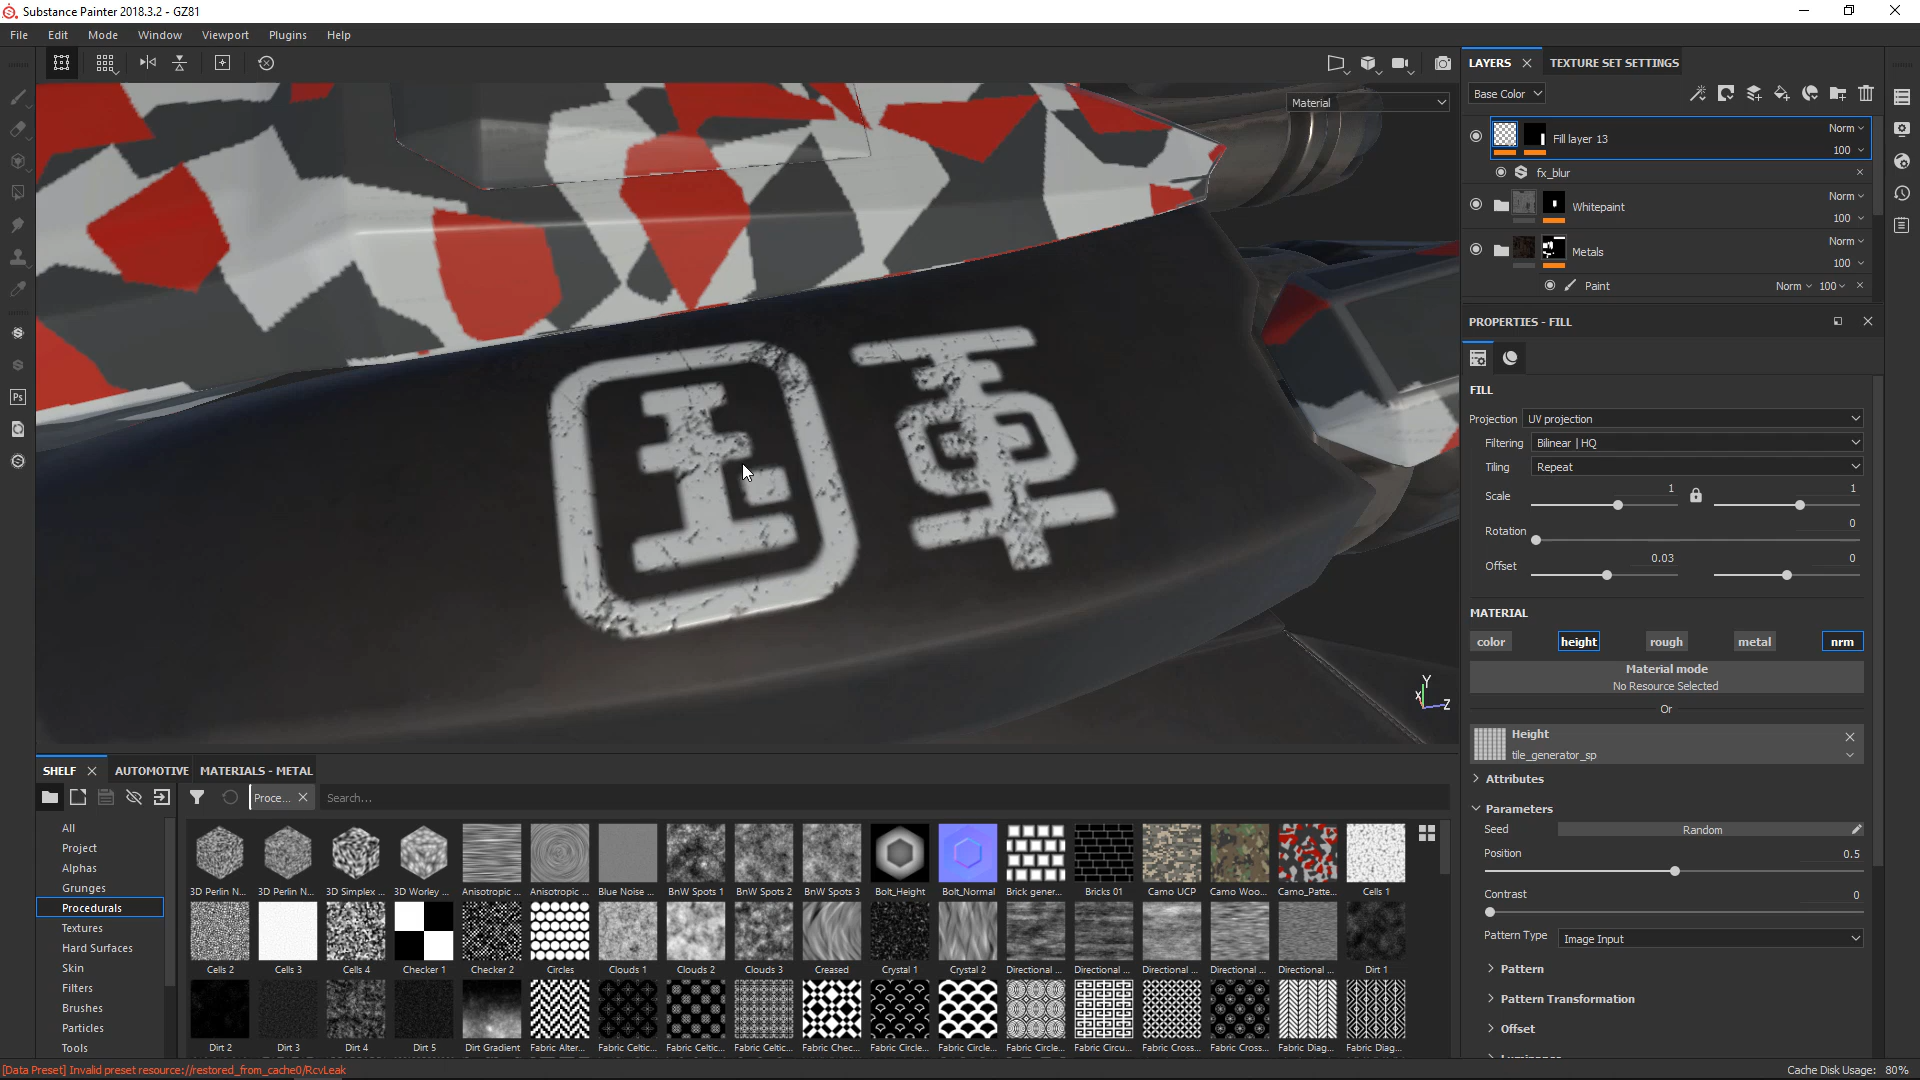 Substance Painter 2018.3.2 - GZ81
File Edit Mode Window Viewport Plugins Help
LAYERS TEXTURE SET SETTINGS
Material
Base Color
Fill layer 13 Norm 100
fx_blur
Whitepaint Norm 100
Metals Norm 100
Paint Norm 100
Ps
国 軍
PROPERTIES - FILL
FILL
Projection UV projection
Filtering Bilinear | HQ
Tiling Repeat
Scale 1 1
Rotation 0
Offset 0.03 0
MATERIAL
color height rough metal nrm
Material mode
No Resource Selected
Or
Height
tile_generator_sp
Attributes
Parameters
Seed Random
Position 0.5
Contrast 0
Pattern Type Image Input
Pattern
Pattern Transformation
Offset
Y
X Z
SHELF AUTOMOTIVE MATERIALS - METAL
Proce... Search...
All
Project
Alphas
Grunges
Procedurals
Textures
Hard Surfaces
Skin
Filters
Brushes
Particles
Tools
3D Perlin N... 3D Perlin N... 3D Simplex ... 3D Worley ... Anisotropic ... Anisotropic ... Blue Noise ... BnW Spots 1 BnW Spots 2 BnW Spots 3 Bolt_Height Bolt_Normal Brick gener... Bricks 01 Camo UCP Camo Woo... Camo_Patte... Cells 1
Cells 2 Cells 3 Cells 4 Checker 1 Checker 2 Circles Clouds 1 Clouds 2 Clouds 3 Creased Crystal 1 Crystal 2 Directional ... Directional ... Directional ... Directional ... Directional ... Dirt 1
Dirt 2 Dirt 3 Dirt 4 Dirt 5 Dirt Gradient Fabric Alter... Fabric Celtic... Fabric Celtic... Fabric Celtic... Fabric Chec... Fabric Circle... Fabric Circle... Fabric Circle... Fabric Circu... Fabric Cross... Fabric Cross... Fabric Diag... Fabric Diag...
[Data Preset] Invalid preset resource://restored_from_cache0/RcvLeak
Cache Disk Usage: 80%